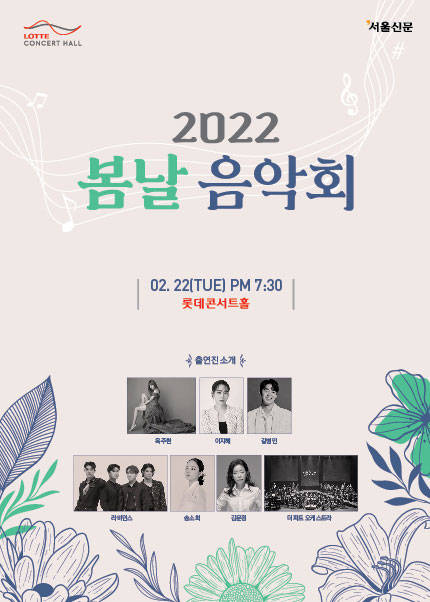 LOTTE
CONCERT HALL
서울신문
2022
봄날 음악회
02. 22(TUE) PM 7:30
롯데콘서트홀
출연진 소개
옥주현
이지혜
길병민
라비던스
송소희
김문정
더 피트 오케스트라